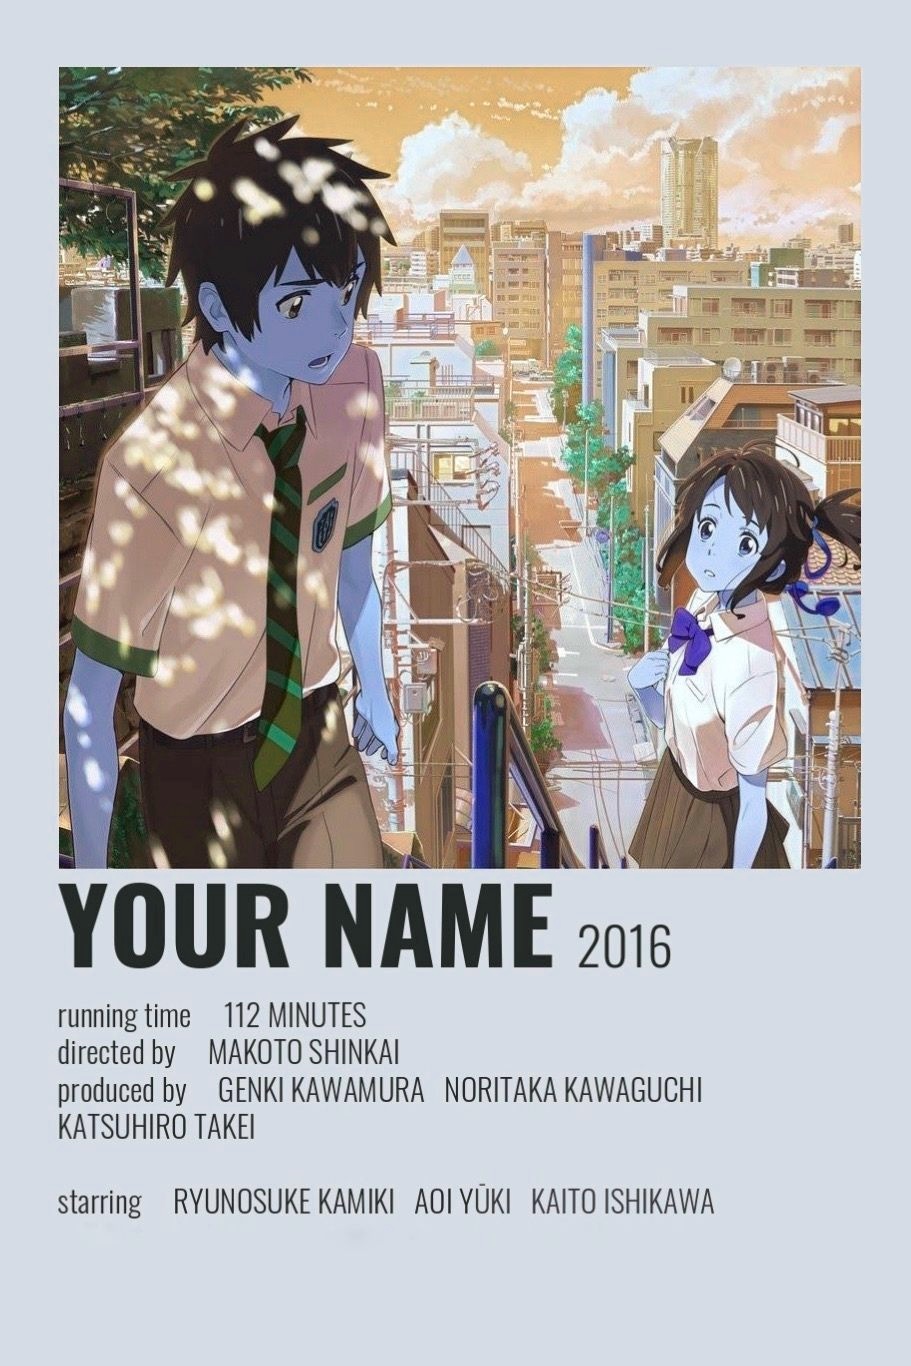 YOUR NAME 2016
running time 112 MINUTES
directed by MAKOTO SHINKAI
produced by GENKI KAWAMURA NORITAKA KAWAGUCHI
KATSUHIRO TAKEI
starring RYUNOSUKE KAMIKI AOI YŪKI KAITO ISHIKAWA